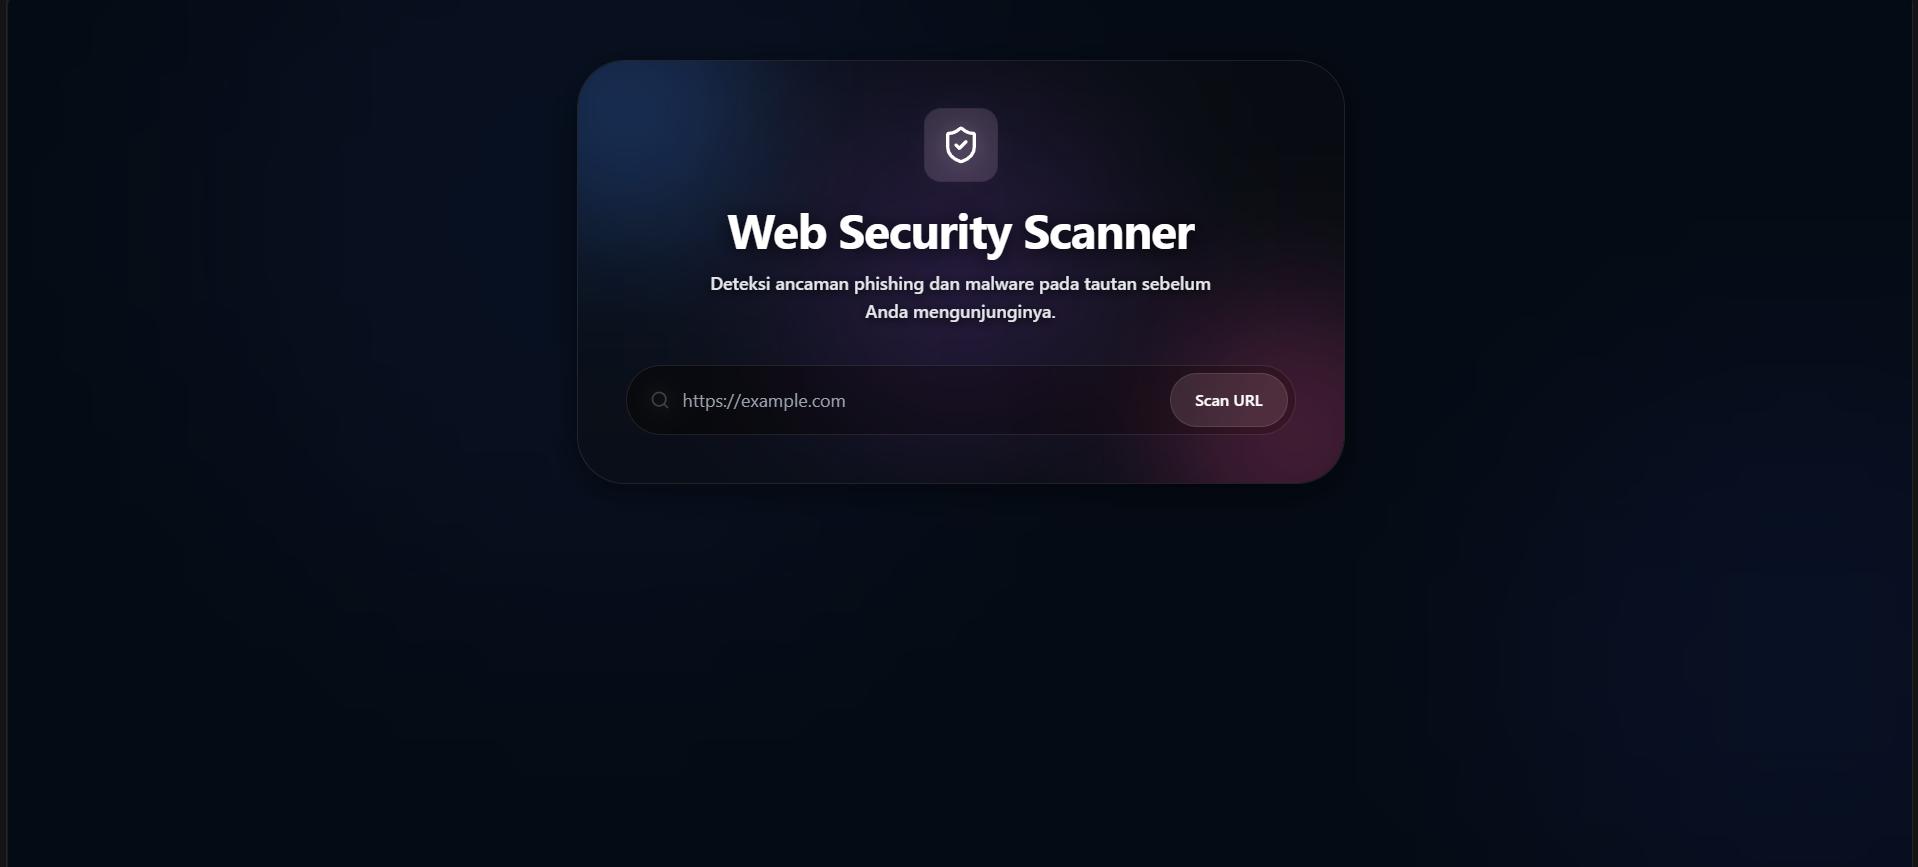 Web Security Scanner
Deteksi ancaman phishing dan malware pada tautan sebelum
Anda mengunjunginya.
https://example.com
Scan URL